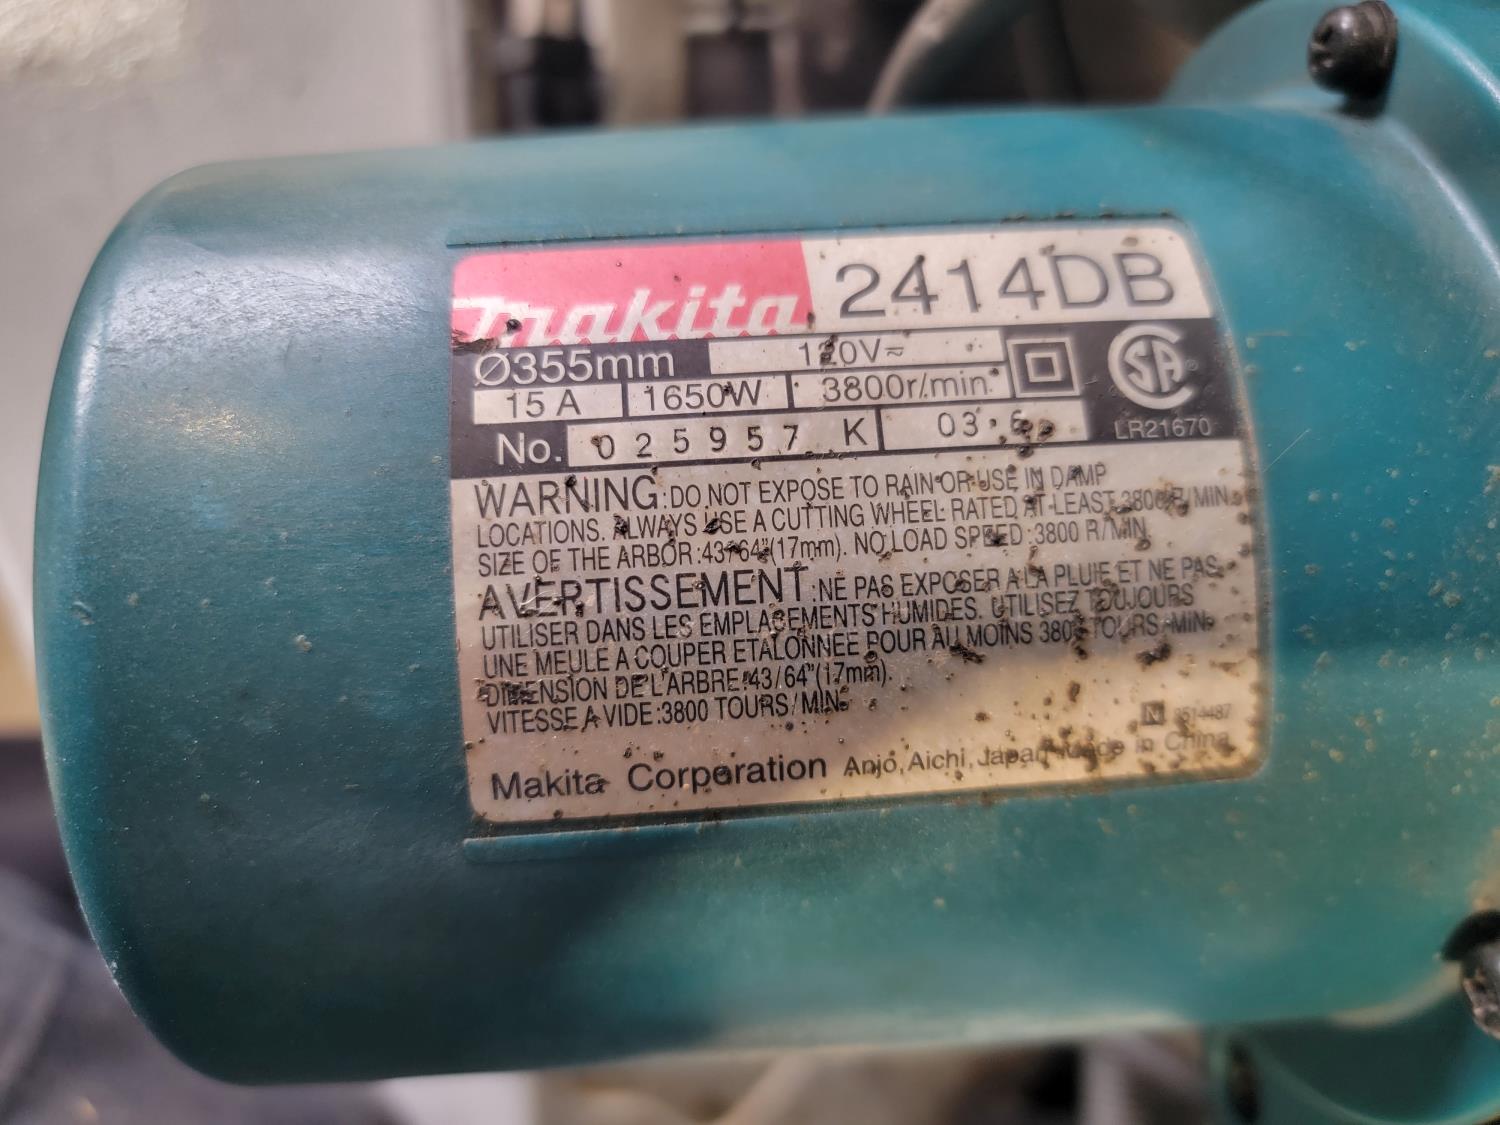 makita 2414DB
Ø355mm 120V≂
15A 1650W 3800r/min.
No. 025957 K 03.
LR21670
WARNING:DO NOT EXPOSE TO RAIN OR USE IN DAMP
LOCATIONS. ALWAYS USE A CUTTING WHEEL RATED AT LEAST 3800 R/MIN.
SIZE OF THE ARBOR:43/64"(17mm). NO LOAD SPEED:3800 R/MIN.
AVERTISSEMENT:NE PAS EXPOSER A LA PLUIE ET NE PAS
UTILISER DANS LES EMPLACEMENTS HUMIDES. UTILISEZ TOUJOURS
UNE MEULE A COUPER ETALONNEE POUR AU MOINS 3800 TOURS/MIN.
DIMENSION DE L'ARBRE:43/64"(17mm).
VITESSE A VIDE:3800 TOURS/MIN.
N
Makita Corporation Anjo, Aichi, Japan Made in China